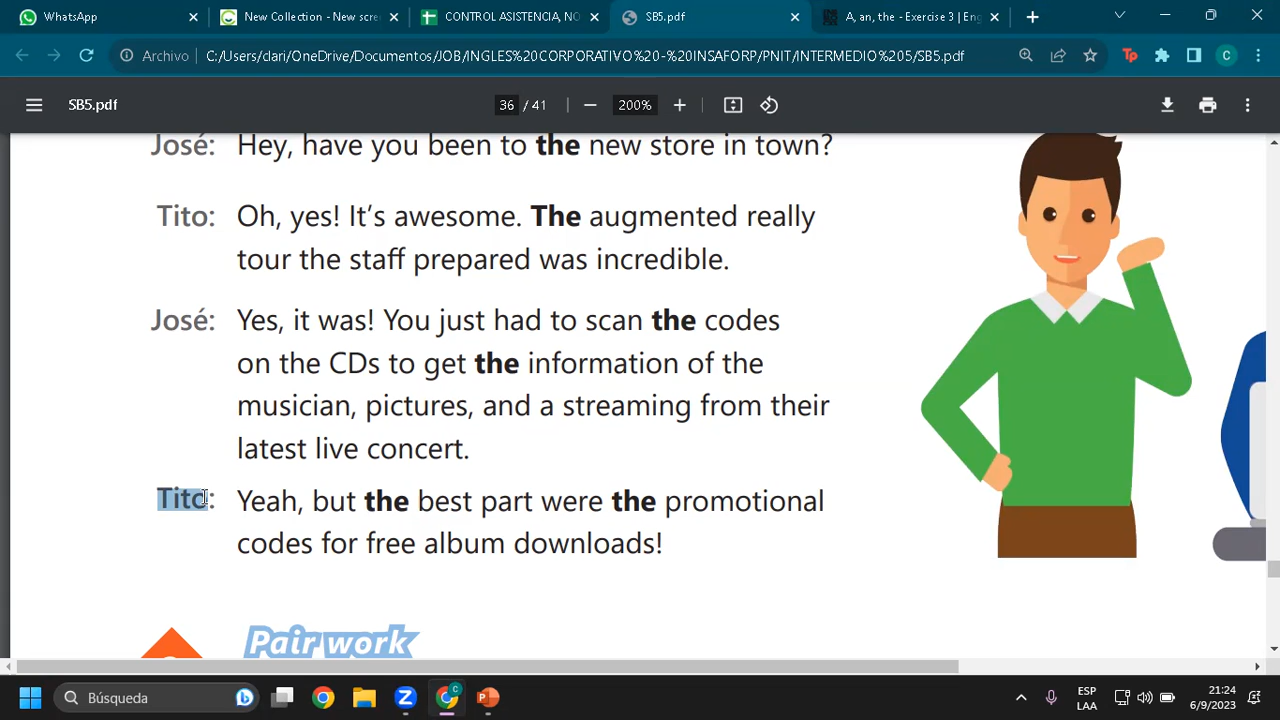 WhatsApp
New Collection - New scre
CONTROL ASISTENCIA, NO
SB5.pdf
A, an, the - Exercise 3 | Eng
Archivo
C:/Users/clari/OneDrive/Documentos/JOB/INGLES%20CORPORATIVO%20-%20INSAFORP/PNIT/INTERMEDIO%205/SB5.pdf
C
SB5.pdf
36 / 41
200%
José: Hey, have you been to the new store in town?
Tito: Oh, yes! It's awesome. The augmented really
tour the staff prepared was incredible.
José: Yes, it was! You just had to scan the codes
on the CDs to get the information of the
musician, pictures, and a streaming from their
latest live concert.
Tito: Yeah, but the best part were the promotional
codes for free album downloads!
Pair work
Búsqueda
ESP
LAA
21:24
6/9/2023